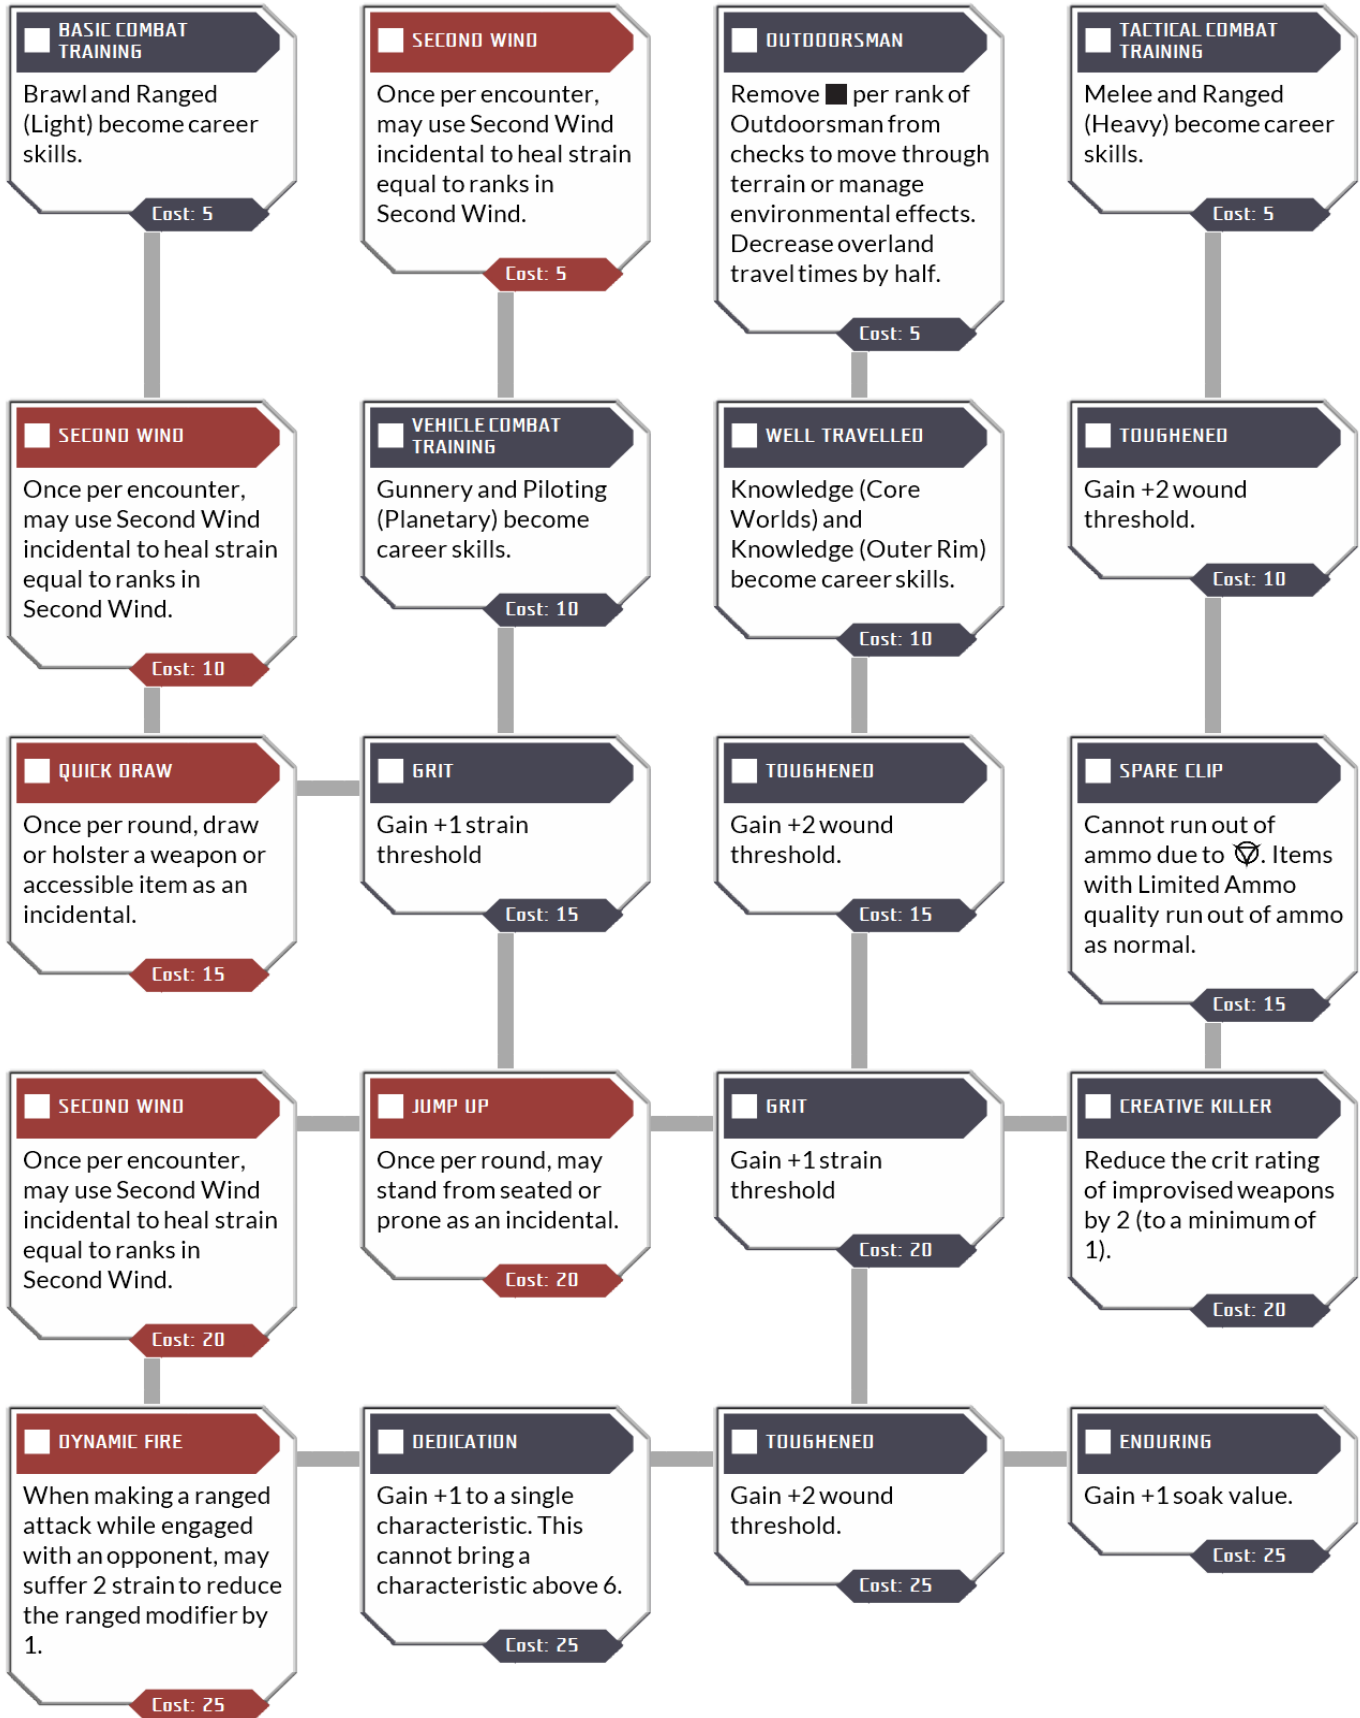 BASIC COMBAT
TRAINING
Brawl and Ranged
(Light) become career
skills.
Cost: 5
SECOND WIND
Once per encounter,
may use Second Wind
incidental to heal strain
equal to ranks in
Second Wind.
Cost: 5
OUTDOORSMAN
Remove per rank of
Outdoorsman from
checks to move through
terrain or manage
environmental effects.
Decrease overland
travel times by half.
Cost: 5
TACTICAL COMBAT
TRAINING
Melee and Ranged
(Heavy) become career
skills.
Cost: 5
SECOND WIND
Once per encounter,
may use Second Wind
incidental to heal strain
equal to ranks in
Second Wind.
Cost: 10
VEHICLE COMBAT
TRAINING
Gunnery and Piloting
(Planetary) become
career skills.
Cost: 10
WELL TRAVELLED
Knowledge (Core
Worlds) and
Knowledge (Outer Rim)
become career skills.
Cost: 10
TOUGHENED
Gain +2 wound
threshold.
Cost: 10
QUICK DRAW
Once per round, draw
or holster a weapon or
accessible item as an
incidental.
Cost: 15
GRIT
Gain +1 strain
threshold
Cost: 15
TOUGHENED
Gain +2 wound
threshold.
Cost: 15
SPARE CLIP
Cannot run out of
ammo due to . Items
with Limited Ammo
quality run out of ammo
as normal.
Cost: 15
SECOND WIND
Once per encounter,
may use Second Wind
incidental to heal strain
equal to ranks in
Second Wind.
Cost: 20
JUMP UP
Once per round, may
stand from seated or
prone as an incidental.
Cost: 20
GRIT
Gain +1 strain
threshold
Cost: 20
CREATIVE KILLER
Reduce the crit rating
of improvised weapons
by 2 (to a minimum of
1).
Cost: 20
DYNAMIC FIRE
When making a ranged
attack while engaged
with an opponent, may
suffer 2 strain to reduce
the ranged modifier by
1.
Cost: 25
DEDICATION
Gain +1 to a single
characteristic. This
cannot bring a
characteristic above 6.
Cost: 25
TOUGHENED
Gain +2 wound
threshold.
Cost: 25
ENDURING
Gain +1 soak value.
Cost: 25